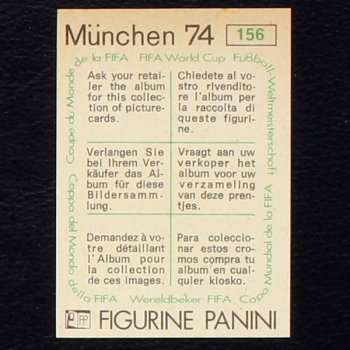 München 74
156
de la FIFA FIFA World Cup Fußball-Weltmeisterschaft
Coupe du Monde
Ask your retai-
ler the album
for this collec-
tion of picture-
cards.
Chiedete al vo-
stro rivendito-
re l'album per
la raccolta di
queste figuri-
ne.
Verlangen Sie
bei Ihrem Ver-
käufer das Al-
bum für diese
Bildersamm-
lung.
Vraagt aan uw
verkoper het
album voor uw
verzameling
van deze pren-
tjes.
Demandez à vo-
tre détaillant
l'Album pour
la collection
de ces images.
Para coleccio-
nar estos cro-
mos compra tu
album en cual-
quier kiosko.
Coppa del Mondo
della FIFA Wereldbeker FIFA, Copa
Mundial de la FIFA
FIGURINE PANINI